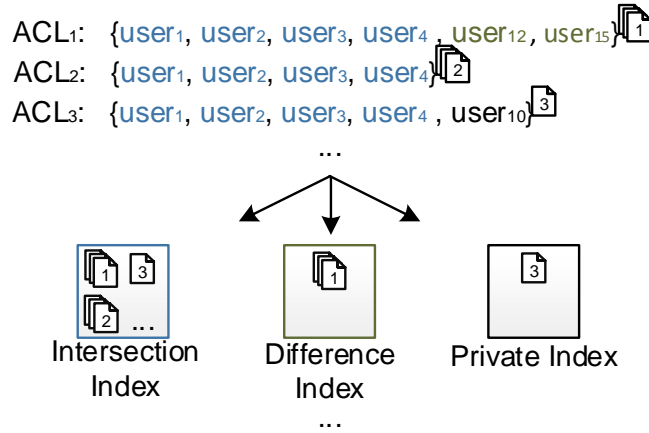 ACL1: {user1, user2, user3, user4 , user12, user15} 1
ACL2: {user1, user2, user3, user4} 2
ACL3: {user1, user2, user3, user4 , user10} 3
...
1 3
2 ...
1
3
Intersection Index
Difference Index
Private Index
...